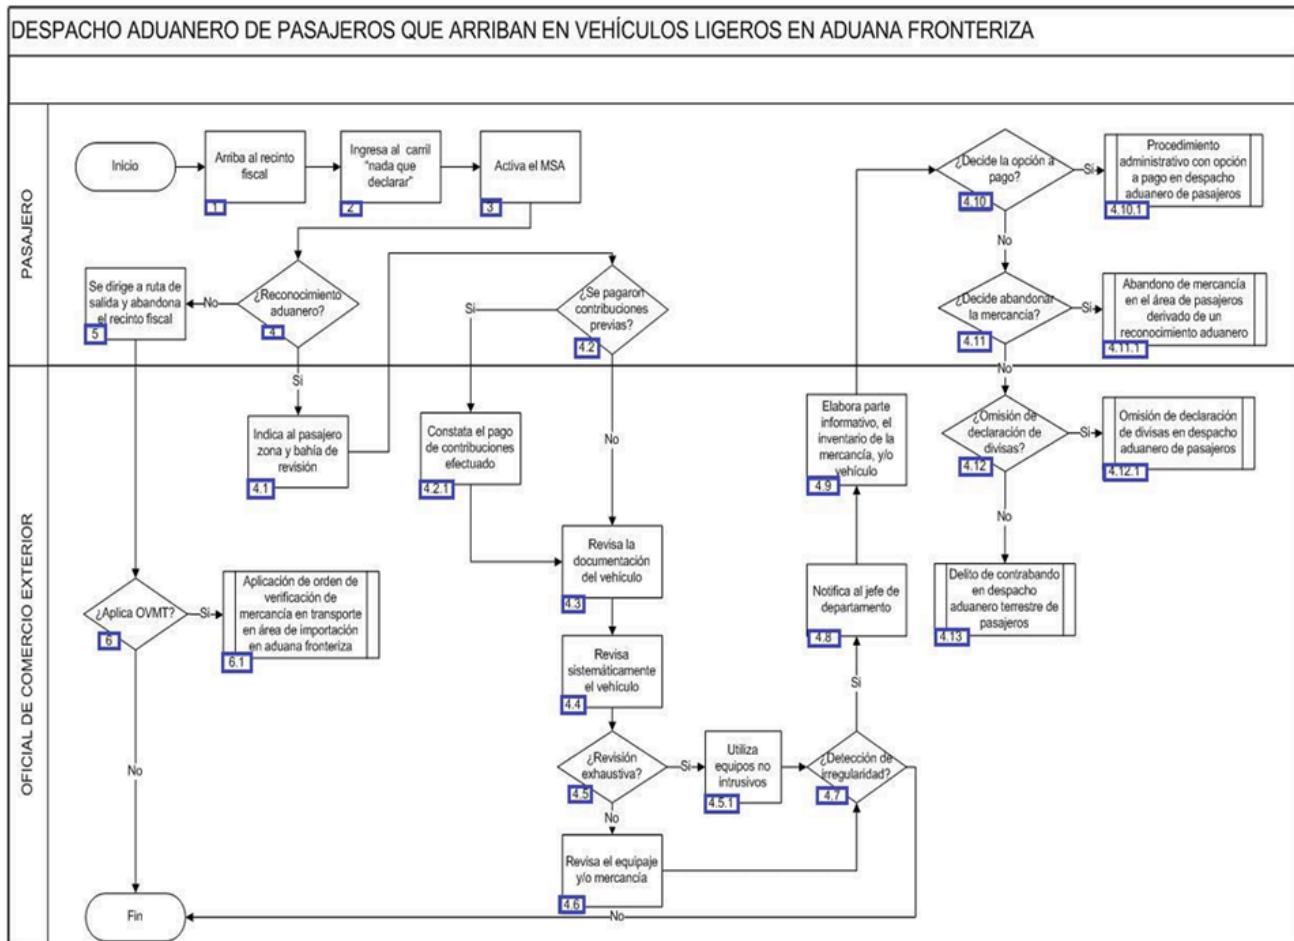 DESPACHO ADUANERO DE PASAJEROS QUE ARRIBAN EN VEHÍCULOS LIGEROS EN ADUANA FRONTERIZA
PASAJERO
Inicio
Arriba al recinto
fiscal
1
Ingresa al carril
"nada que
declarar"
2
Activa el MSA
3
¿Reconocimiento
aduanero?
4
No
Si
Se dirige a ruta de
salida y abandona
el recinto fiscal
5
¿Se pagaron
contribuciones
previas?
4.2
Si
No
¿Decide la opción a
pago?
4.10
Si
No
Procedimiento
administrativo con opción
a pago en despacho
aduanero de pasajeros
4.10.1
¿Decide abandonar
la mercancía?
4.11
Si
No
Abandono de mercancía
en el área de pasajeros
derivado de un
reconocimiento aduanero
4.11.1
OFICIAL DE COMERCIO EXTERIOR
Indica al pasajero
zona y bahía de
revisión
4.1
Constata el pago
de contribuciones
efectuado
4.2.1
Revisa la
documentación
del vehículo
4.3
Revisa
sistemáticamente
el vehículo
4.4
¿Revisión
exhaustiva?
4.5
Si
No
Utiliza
equipos no
intrusivos
4.5.1
Revisa el equipaje
y/o mercancía
4.6
¿Detección de
irregularidad?
4.7
Si
No
Notifica al jefe de
departamento
4.8
Elabora parte
informativo, el
inventario de la
mercancía, y/o
vehículo
4.9
¿Omisión de
declaración de
divisas?
4.12
Si
No
Omisión de declaración
de divisas en despacho
aduanero de pasajeros
4.12.1
Delito de contrabando
en despacho
aduanero terrestre de
pasajeros
4.13
¿Aplica OVMT?
6
Si
No
Aplicación de orden de
verificación de
mercancía en transporte
en área de importación
en aduana fronteriza
6.1
Fin